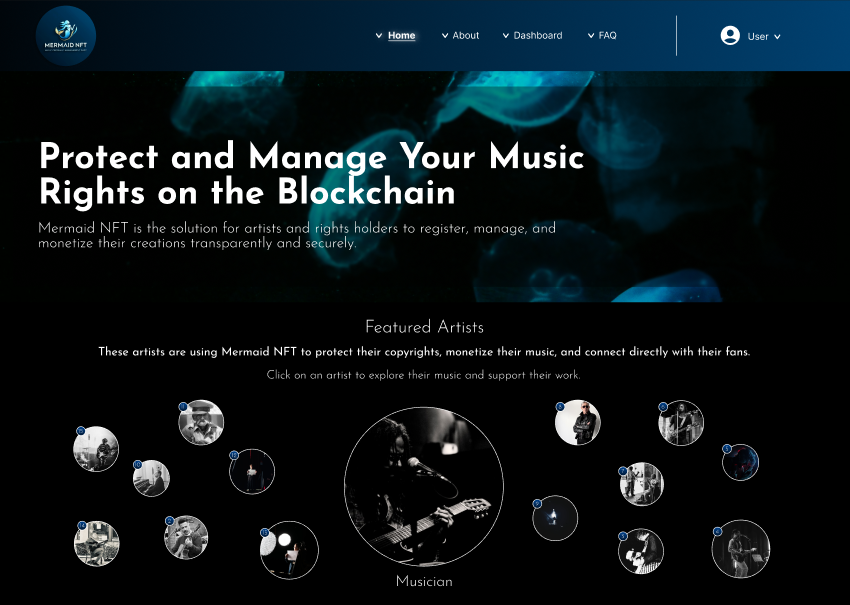 MERMAID NFT
Home
About
Dashboard
FAQ
User
Protect and Manage Your Music
Rights on the Blockchain
Mermaid NFT is the solution for artists and rights holders to register, manage, and
monetize their creations transparently and securely.
Featured Artists
These artists are using Mermaid NFT to protect their copyrights, monetize their music, and connect directly with their fans.
Click on an artist to explore their music and support their work.
Musician